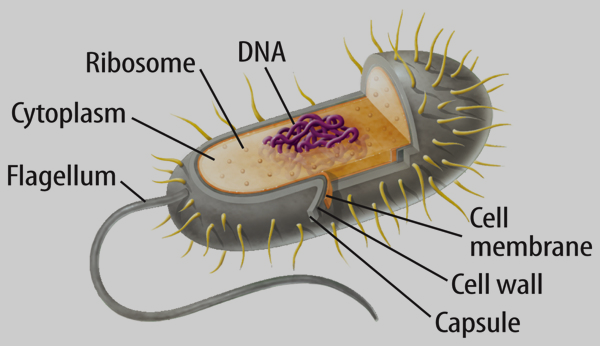 DNA
Ribosome
Cytoplasm
Flagellum
Cell
membrane
Cell wall
Capsule